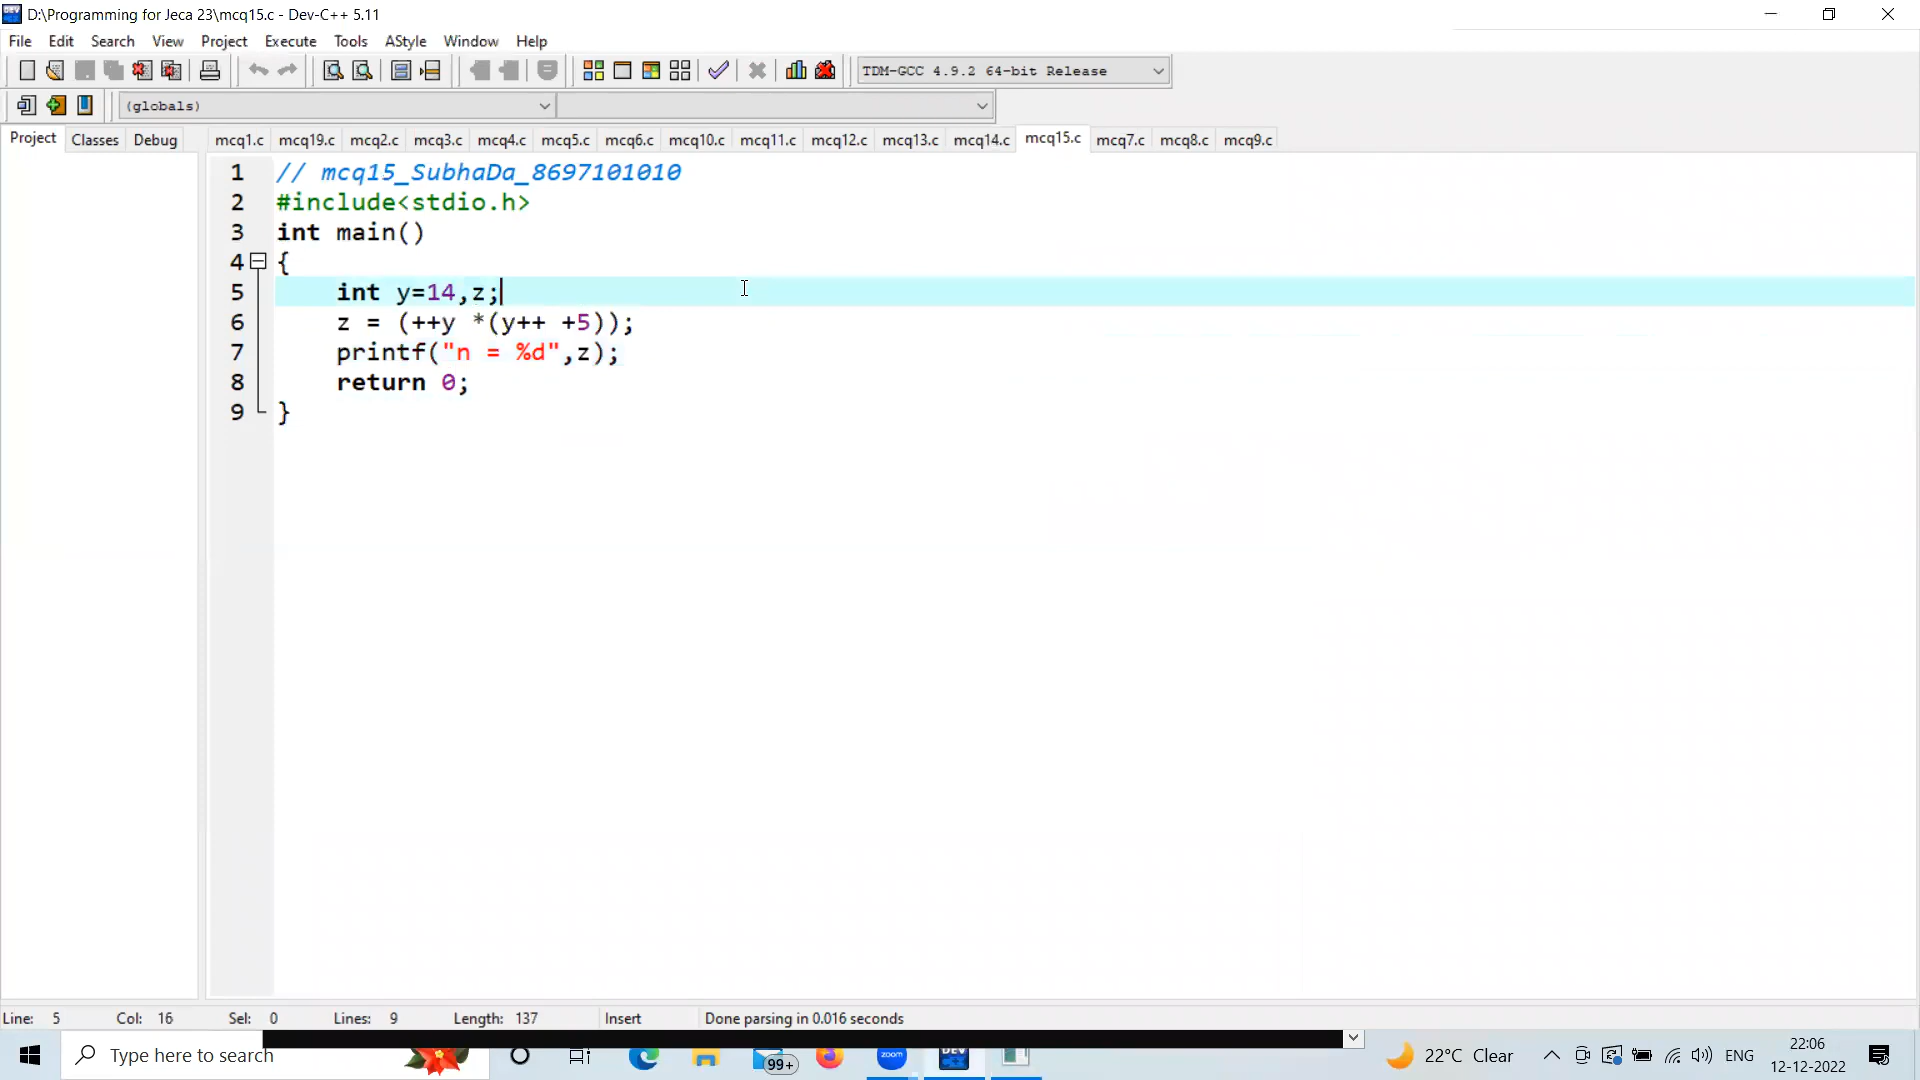 D:\Programming for Jeca 23\mcq15.c - Dev-C++ 5.11
File Edit Search View Project Execute Tools AStyle Window Help
TDM-GCC 4.9.2 64-bit Release
(globals)
Project Classes Debug mcq1.c mcq19.c mcq2.c mcq3.c mcq4.c mcq5.c mcq6.c mcq10.c mcq11.c mcq12.c mcq13.c mcq14.c mcq15.c mcq7.c mcq8.c mcq9.c
1 // mcq15_SubhaDa_8697101010
2 #include<stdio.h>
3 int main()
4 {
5 int y=14,z;
6 z = (++y *(y++ +5));
7 printf("n = %d",z);
8 return 0;
9 }
Line: 5 Col: 16 Sel: 0 Lines: 9 Length: 137 Insert Done parsing in 0.016 seconds
Type here to search 99+ zoom DEV 22°C Clear ENG 22:06
12-12-2022